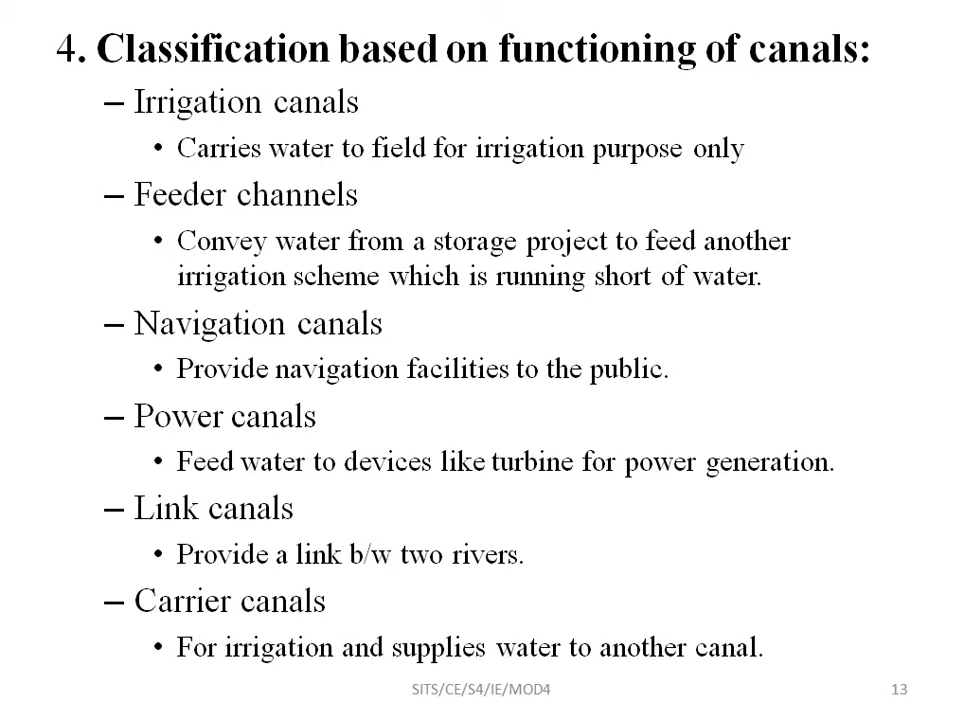 4. Classification based on functioning of canals:
– Irrigation canals
• Carries water to field for irrigation purpose only
– Feeder channels
• Convey water from a storage project to feed another
irrigation scheme which is running short of water.
– Navigation canals
• Provide navigation facilities to the public.
– Power canals
• Feed water to devices like turbine for power generation.
– Link canals
• Provide a link b/w two rivers.
– Carrier canals
• For irrigation and supplies water to another canal.
SITS/CE/S4/IE/MOD4
13